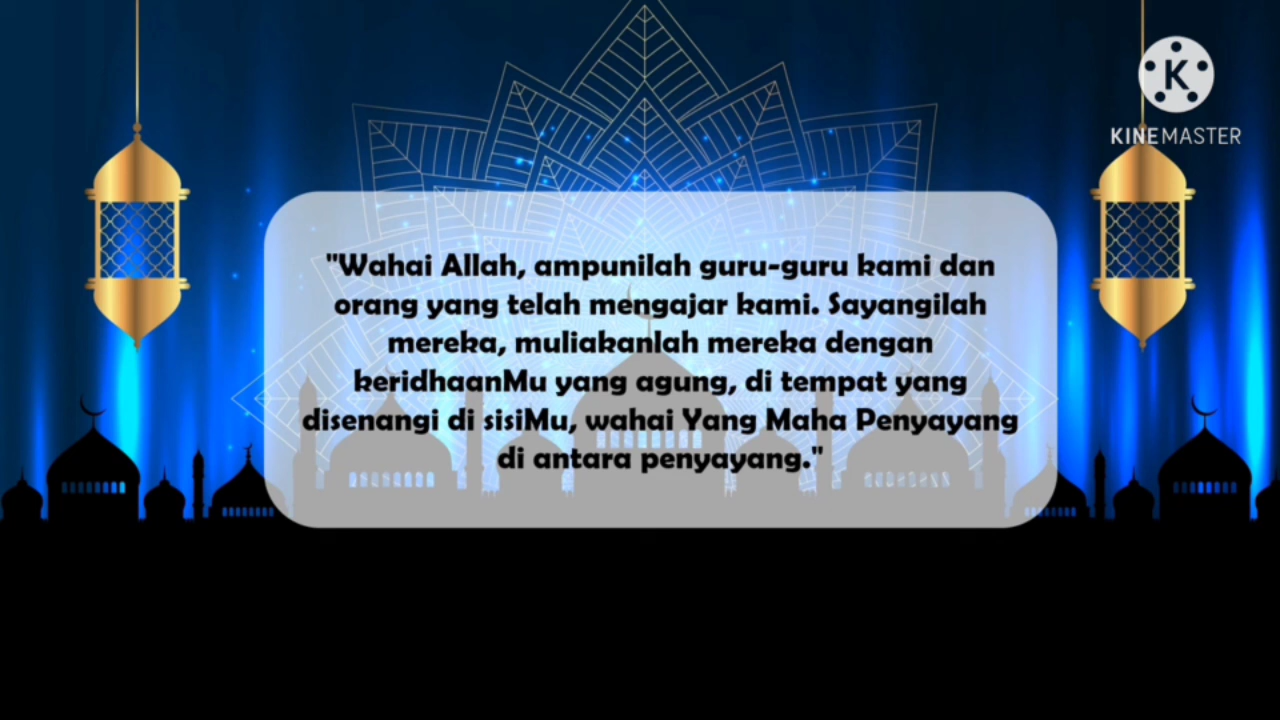 K
KINEMASTER
"Wahai Allah, ampunilah guru-guru kami dan
orang yang telah mengajar kami. Sayangilah
mereka, muliakanlah mereka dengan
keridhaanMu yang agung, di tempat yang
disenangi di sisiMu, wahai Yang Maha Penyayang
di antara penyayang."